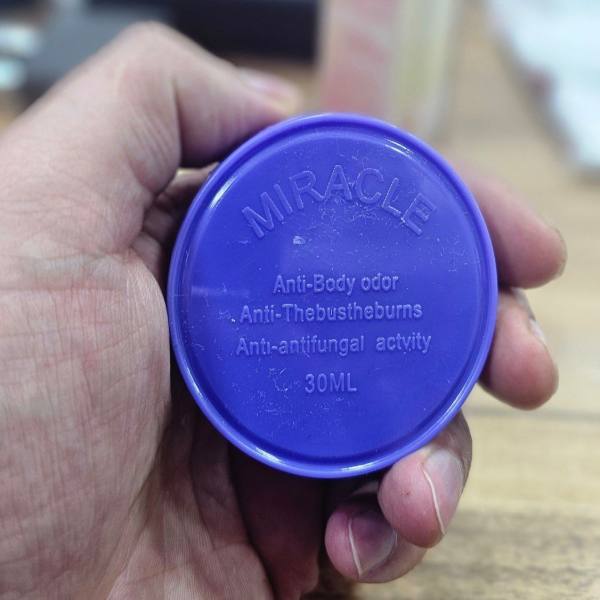 MIRACLE
Anti-Body odor
Anti-Thebustheburns
Anti-antifungal actvity
30ML